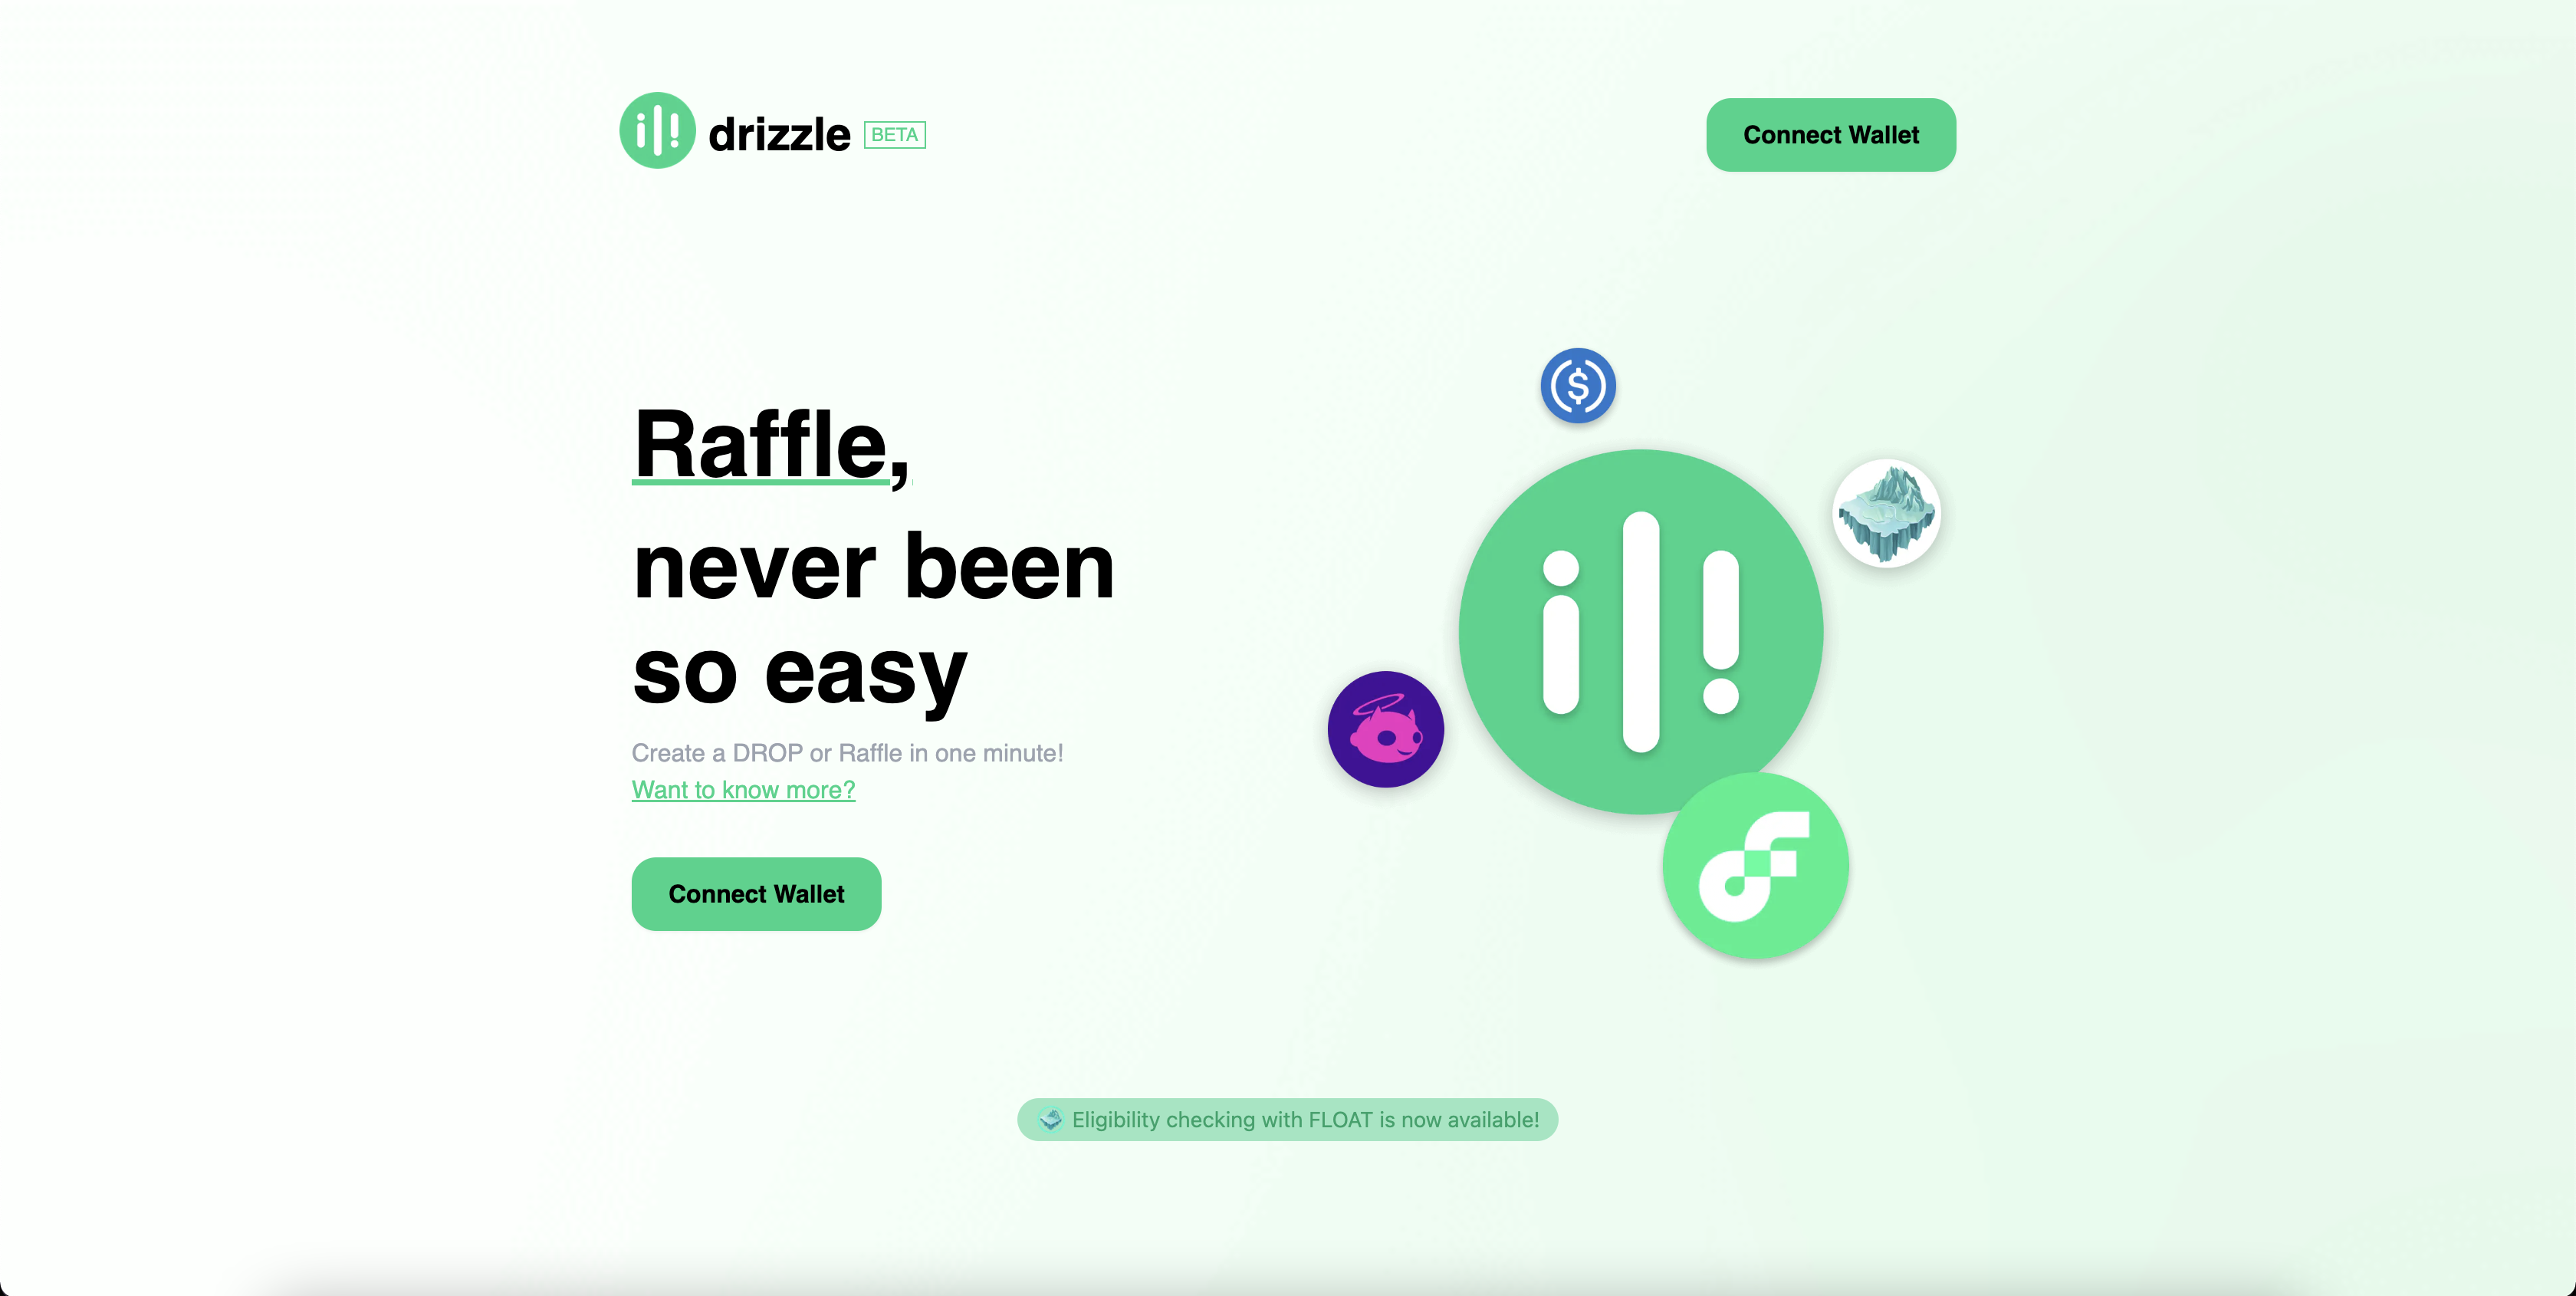 drizzle BETA
Connect Wallet
Raffle,
never been
so easy
Create a DROP or Raffle in one minute!
Want to know more?
Connect Wallet
Eligibility checking with FLOAT is now available!